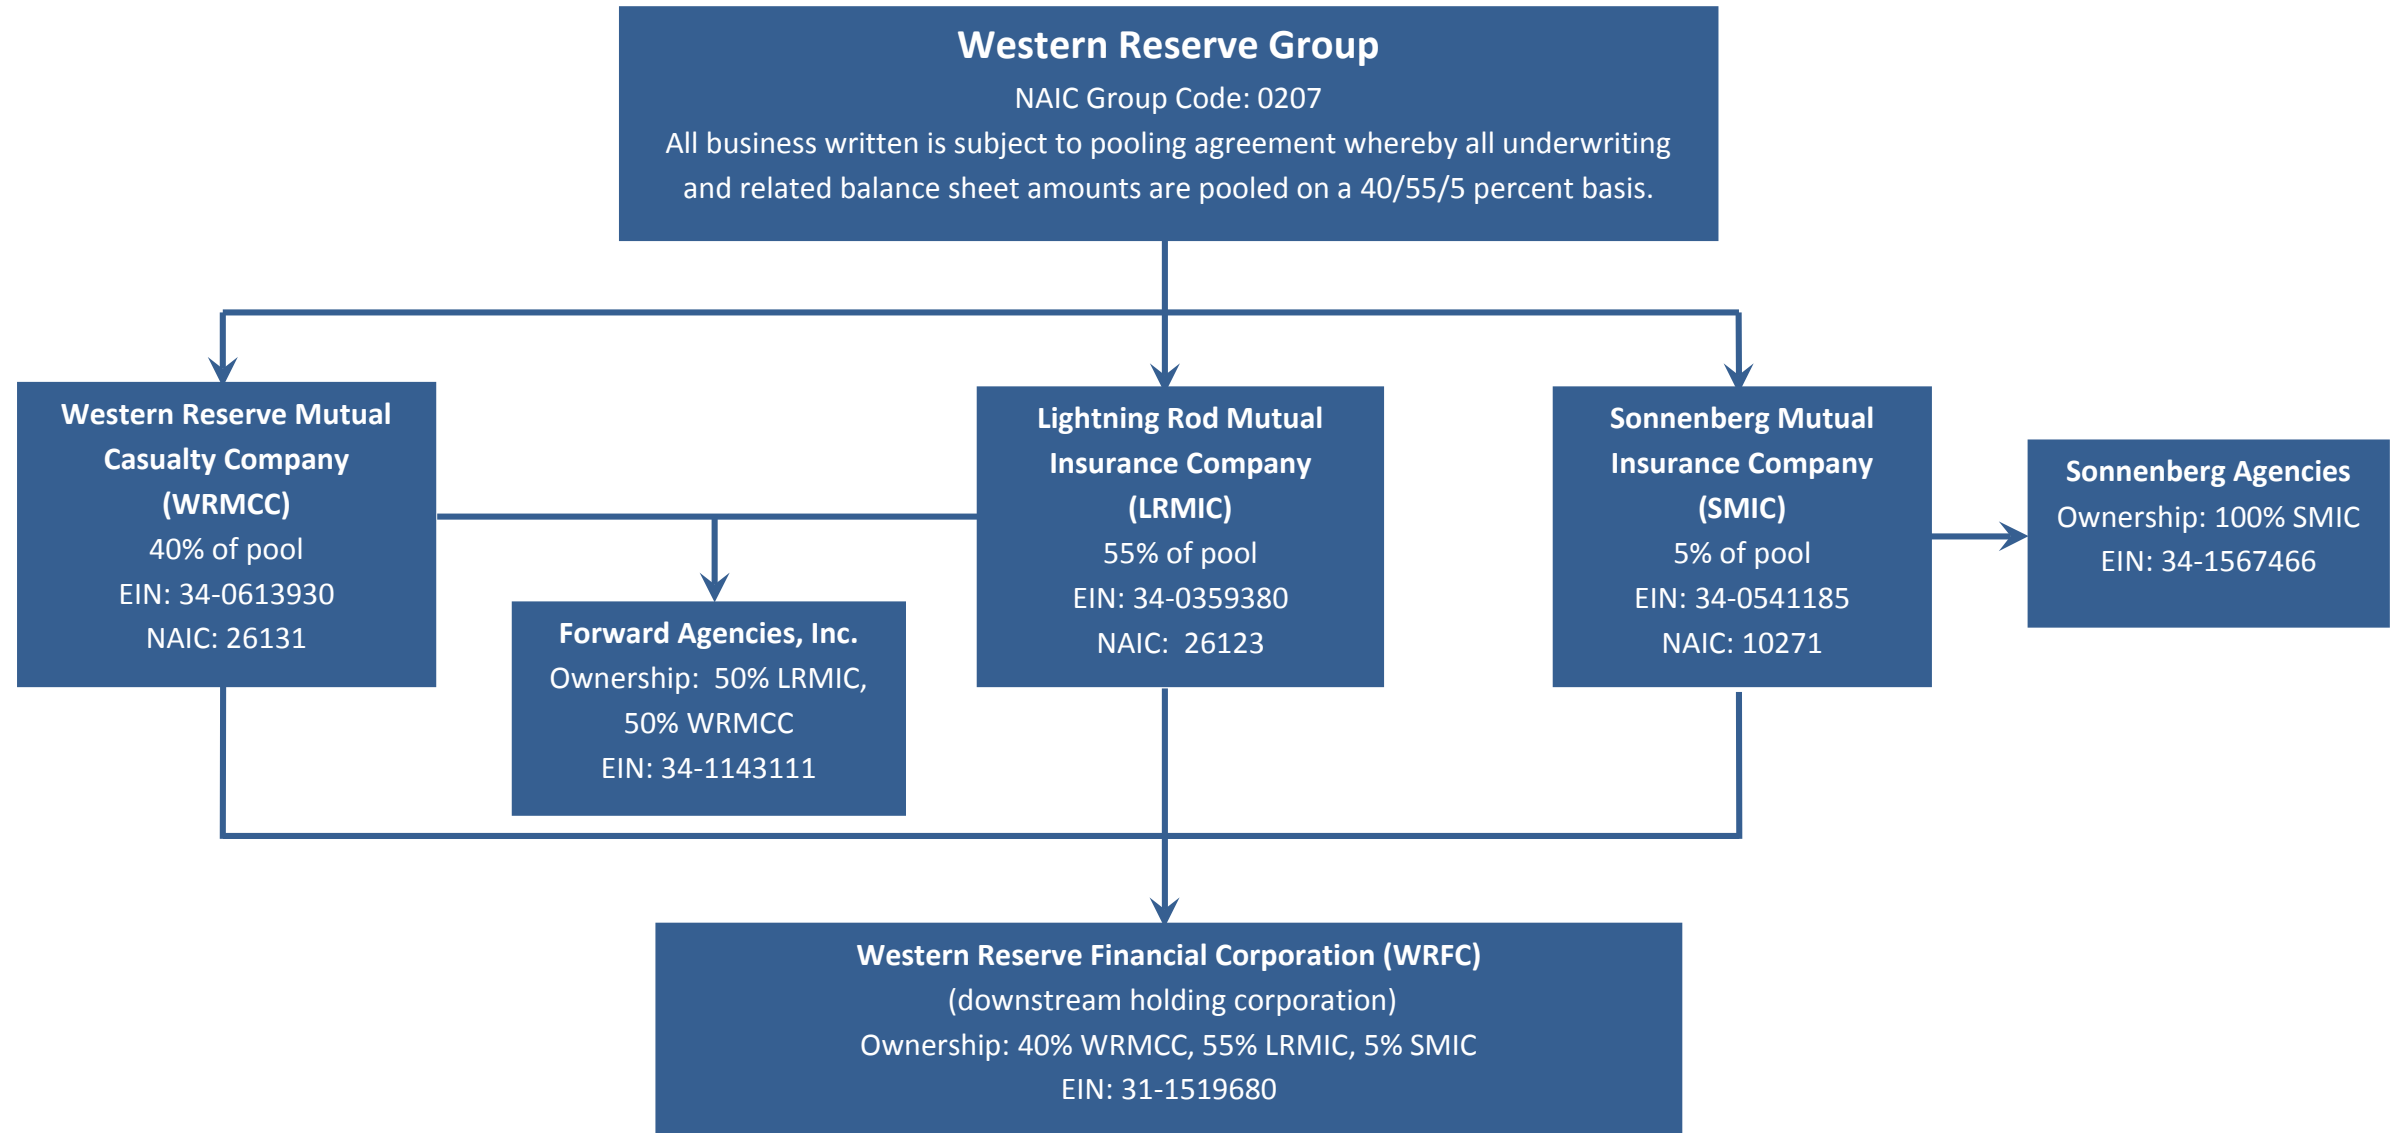 Western Reserve Group
NAIC Group Code: 0207
All business written is subject to pooling agreement whereby all underwriting
and related balance sheet amounts are pooled on a 40/55/5 percent basis.
Western Reserve Mutual
Casualty Company
(WRMCC)
40% of pool
EIN: 34-0613930
NAIC: 26131
Forward Agencies, Inc.
Ownership:  50% LRMIC,
50% WRMCC
EIN: 34-1143111
Lightning Rod Mutual
Insurance Company
(LRMIC)
55% of pool
EIN: 34-0359380
NAIC:  26123
Sonnenberg Mutual
Insurance Company
(SMIC)
5% of pool
EIN: 34-0541185
NAIC: 10271
Sonnenberg Agencies
Ownership: 100% SMIC
EIN: 34-1567466
Western Reserve Financial Corporation (WRFC)
(downstream holding corporation)
Ownership: 40% WRMCC, 55% LRMIC, 5% SMIC
EIN: 31-1519680